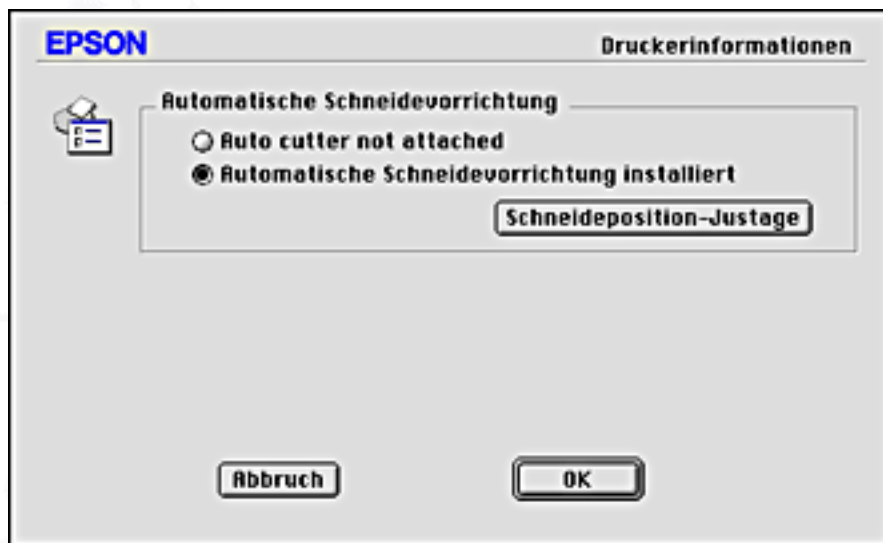 EPSON
Druckerinformationen
Automatische Schneidevorrichtung
Auto cutter not attached
Automatische Schneidevorrichtung installiert
Schneideposition-Justage
Abbruch
OK